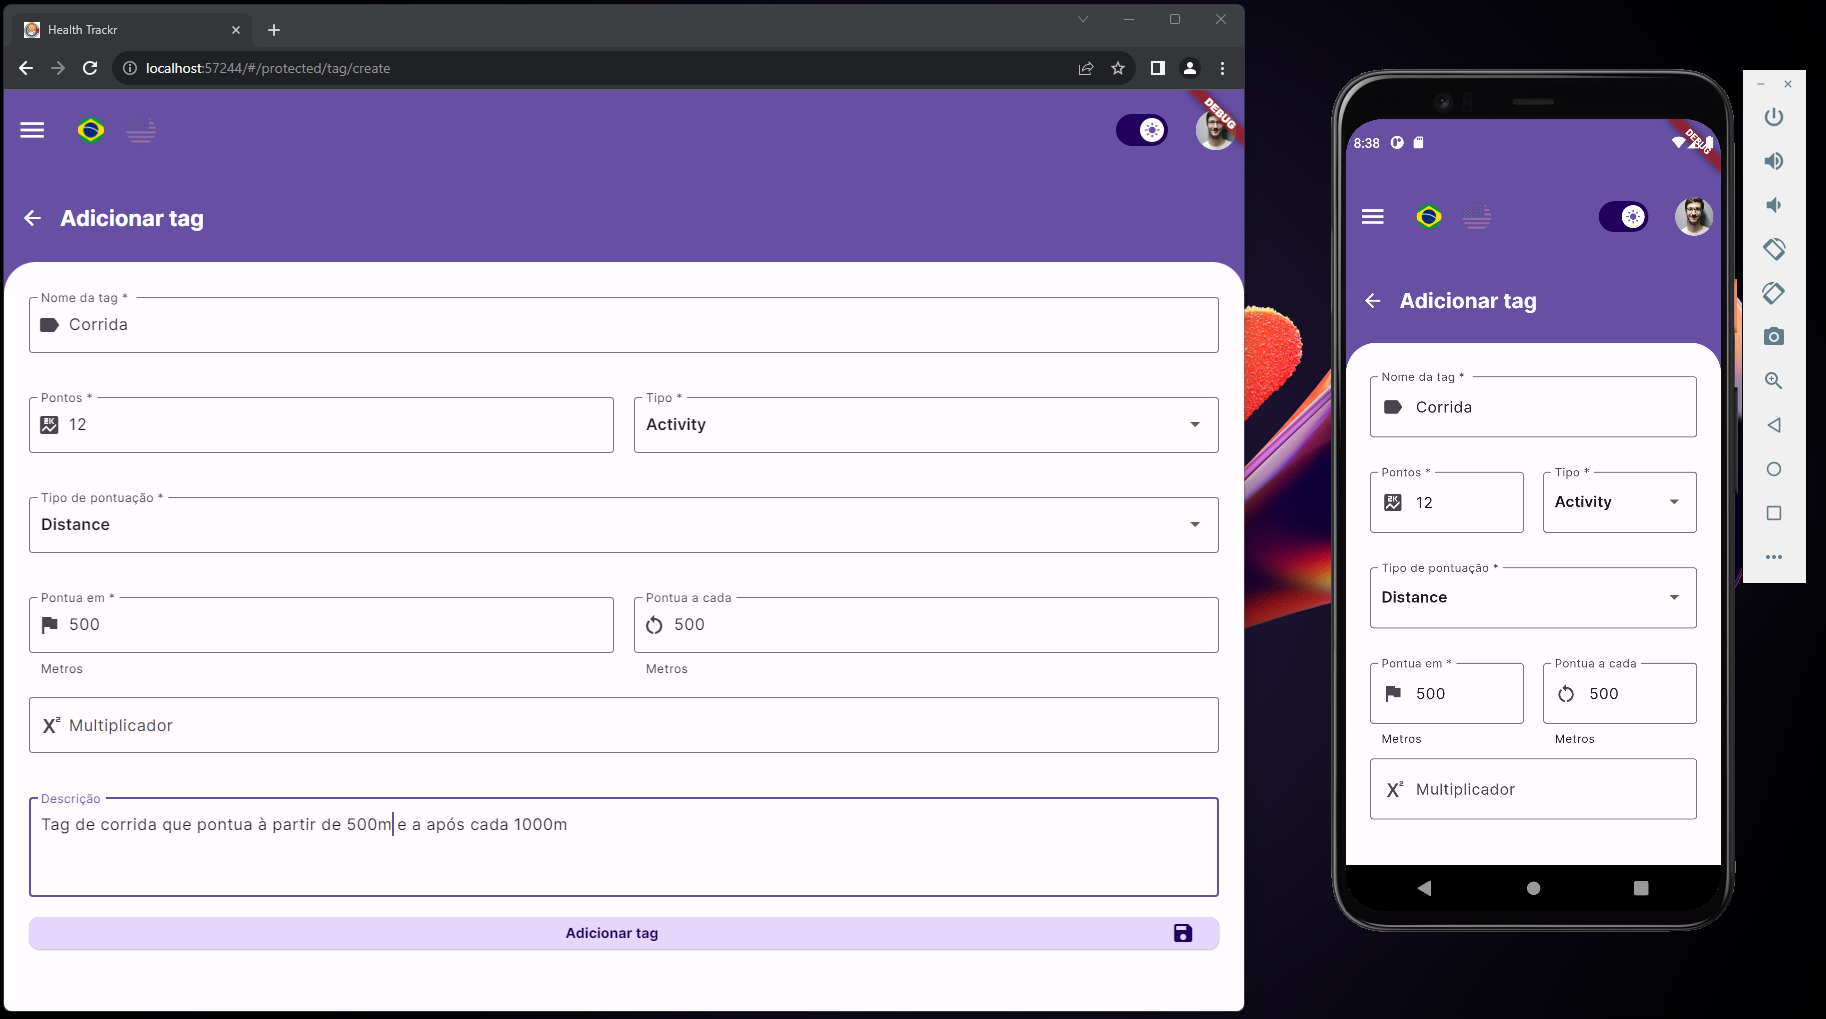 Health Trackr
localhost:57244/#/protected/tag/create
DEBUG
Adicionar tag
Nome da tag *
Corrida
Pontos *
12
Tipo *
Activity
Tipo de pontuação *
Distance
Pontua em *
500
Metros
Pontua a cada
500
Metros
X² Multiplicador
Descrição
Tag de corrida que pontua à partir de 500m e a após cada 1000m
Adicionar tag
8:38
DEBUG
Adicionar tag
Nome da tag *
Corrida
Pontos *
12
Tipo *
Activity
Tipo de pontuação *
Distance
Pontua em *
500
Metros
Pontua a cada
500
Metros
X² Multiplicador